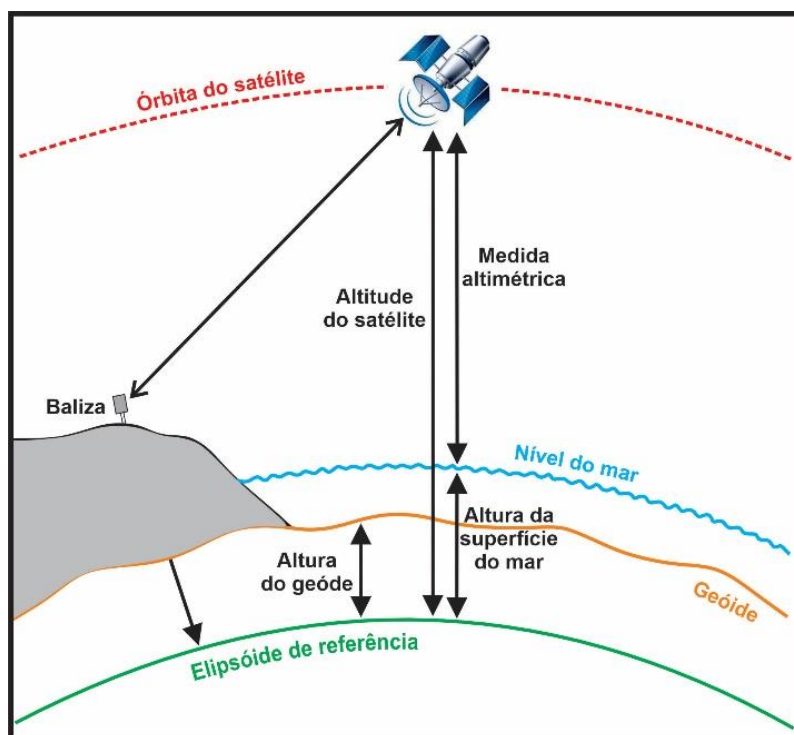 Órbita do satélite
Medida
altimétrica
Altitude
do satélite
Baliza
Nível do mar
Altura da
superfície
do mar
Altura
do geóde
Geóide
Elipsóide de referência